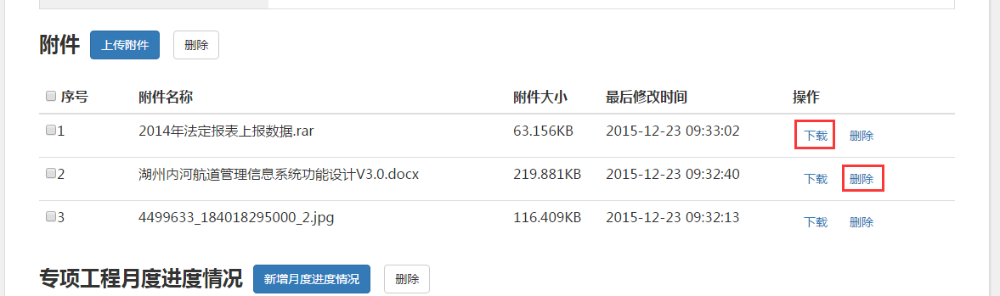 附件 上传附件 删除
序号 附件名称 附件大小 最后修改时间 操作
1 2014年法定报表上报数据.rar 63.156KB 2015-12-23 09:33:02 下载 删除
2 湖州内河航道管理信息系统功能设计V3.0.docx 219.881KB 2015-12-23 09:32:40 下载 删除
3 4499633_184018295000_2.jpg 116.409KB 2015-12-23 09:32:13 下载 删除
专项工程月度进度情况 新增月度进度情况 删除